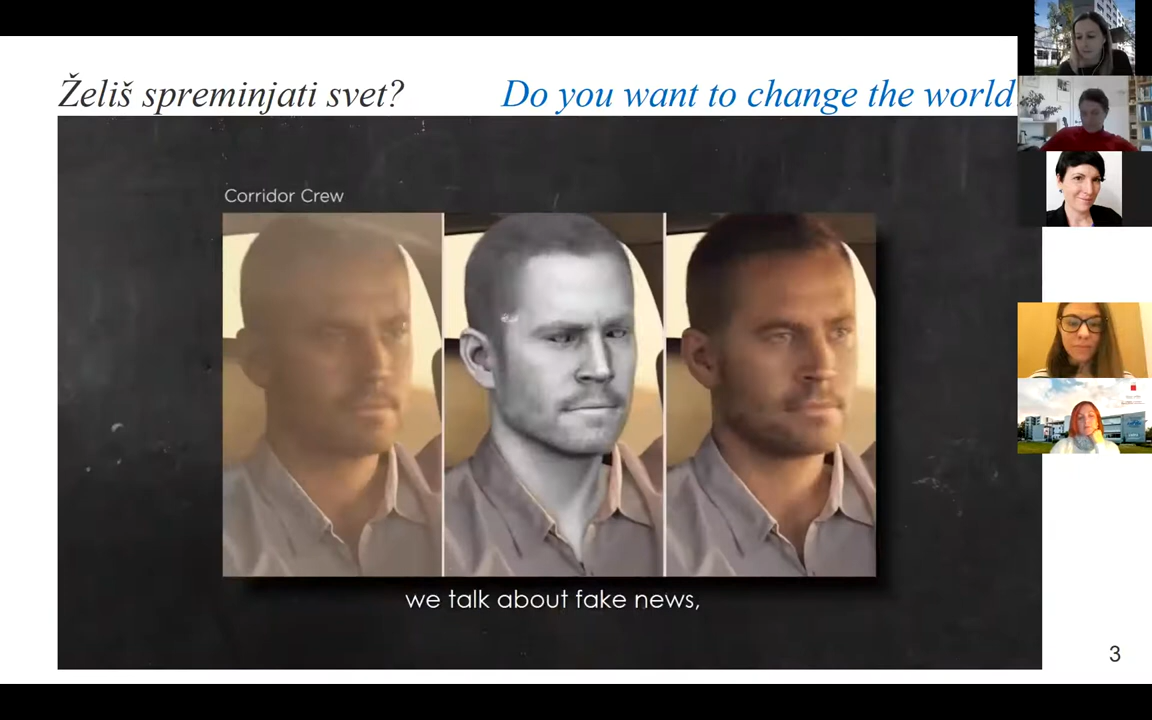 Želiš spreminjati svet?
Do you want to change the world
Corridor Crew
we talk about fake news,
3